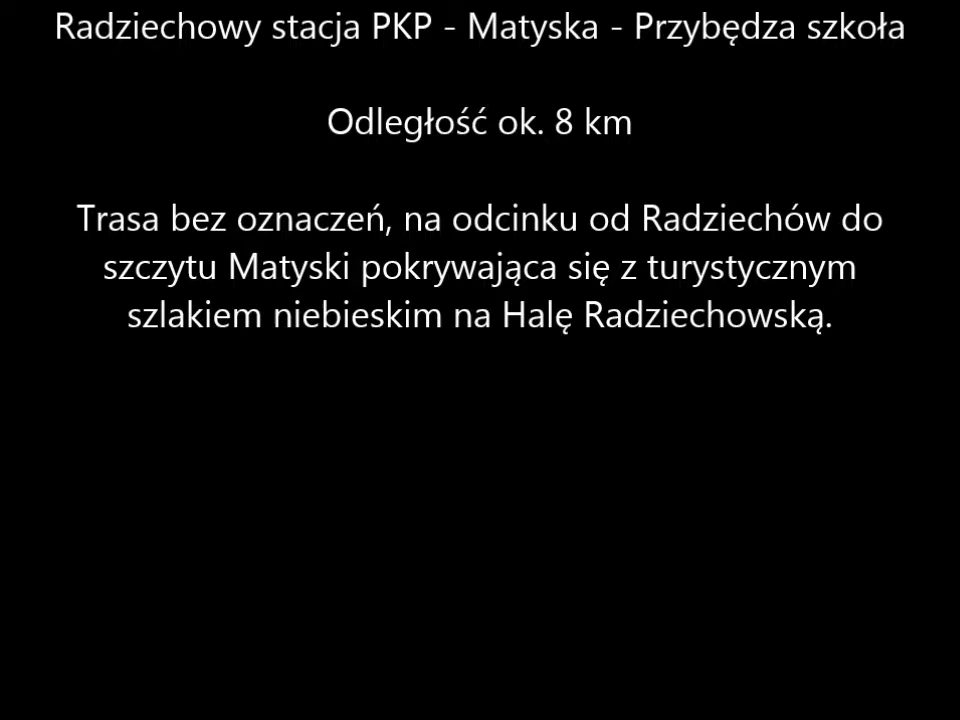 Radziechowy stacja PKP - Matyska - Przybędza szkoła
Odległość ok. 8 km
Trasa bez oznaczeń, na odcinku od Radziechów do
szczytu Matyski pokrywająca się z turystycznym
szlakiem niebieskim na Halę Radziechowską.